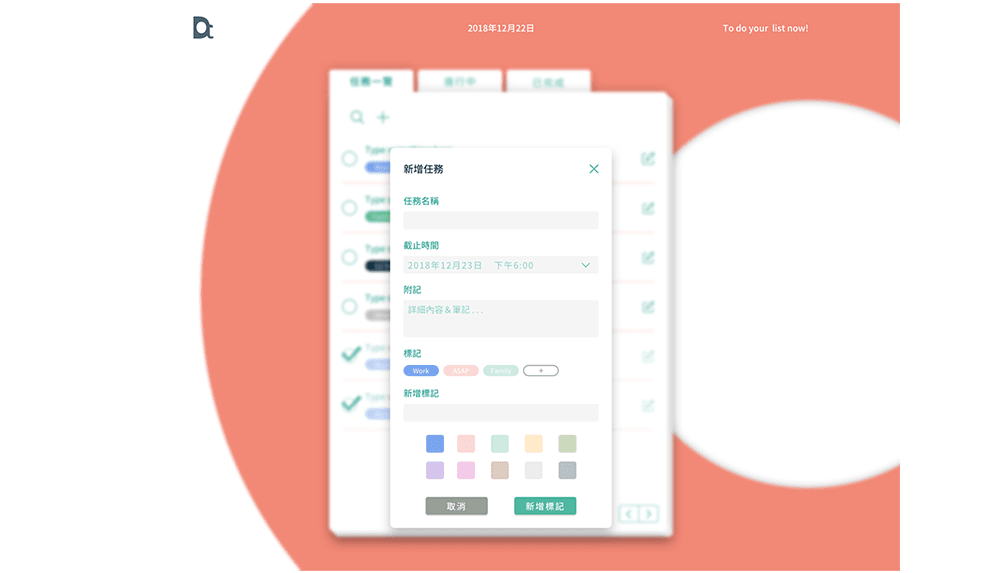 2018年12月22日
To do your list now!
任務一覽
進行中
已完成
新增任務
任務名稱
截止時間
2018年12月23日 下午6:00
附記
詳細內容&筆記...
標記
Work ASAP Family +
新增標記
取消 新增標記